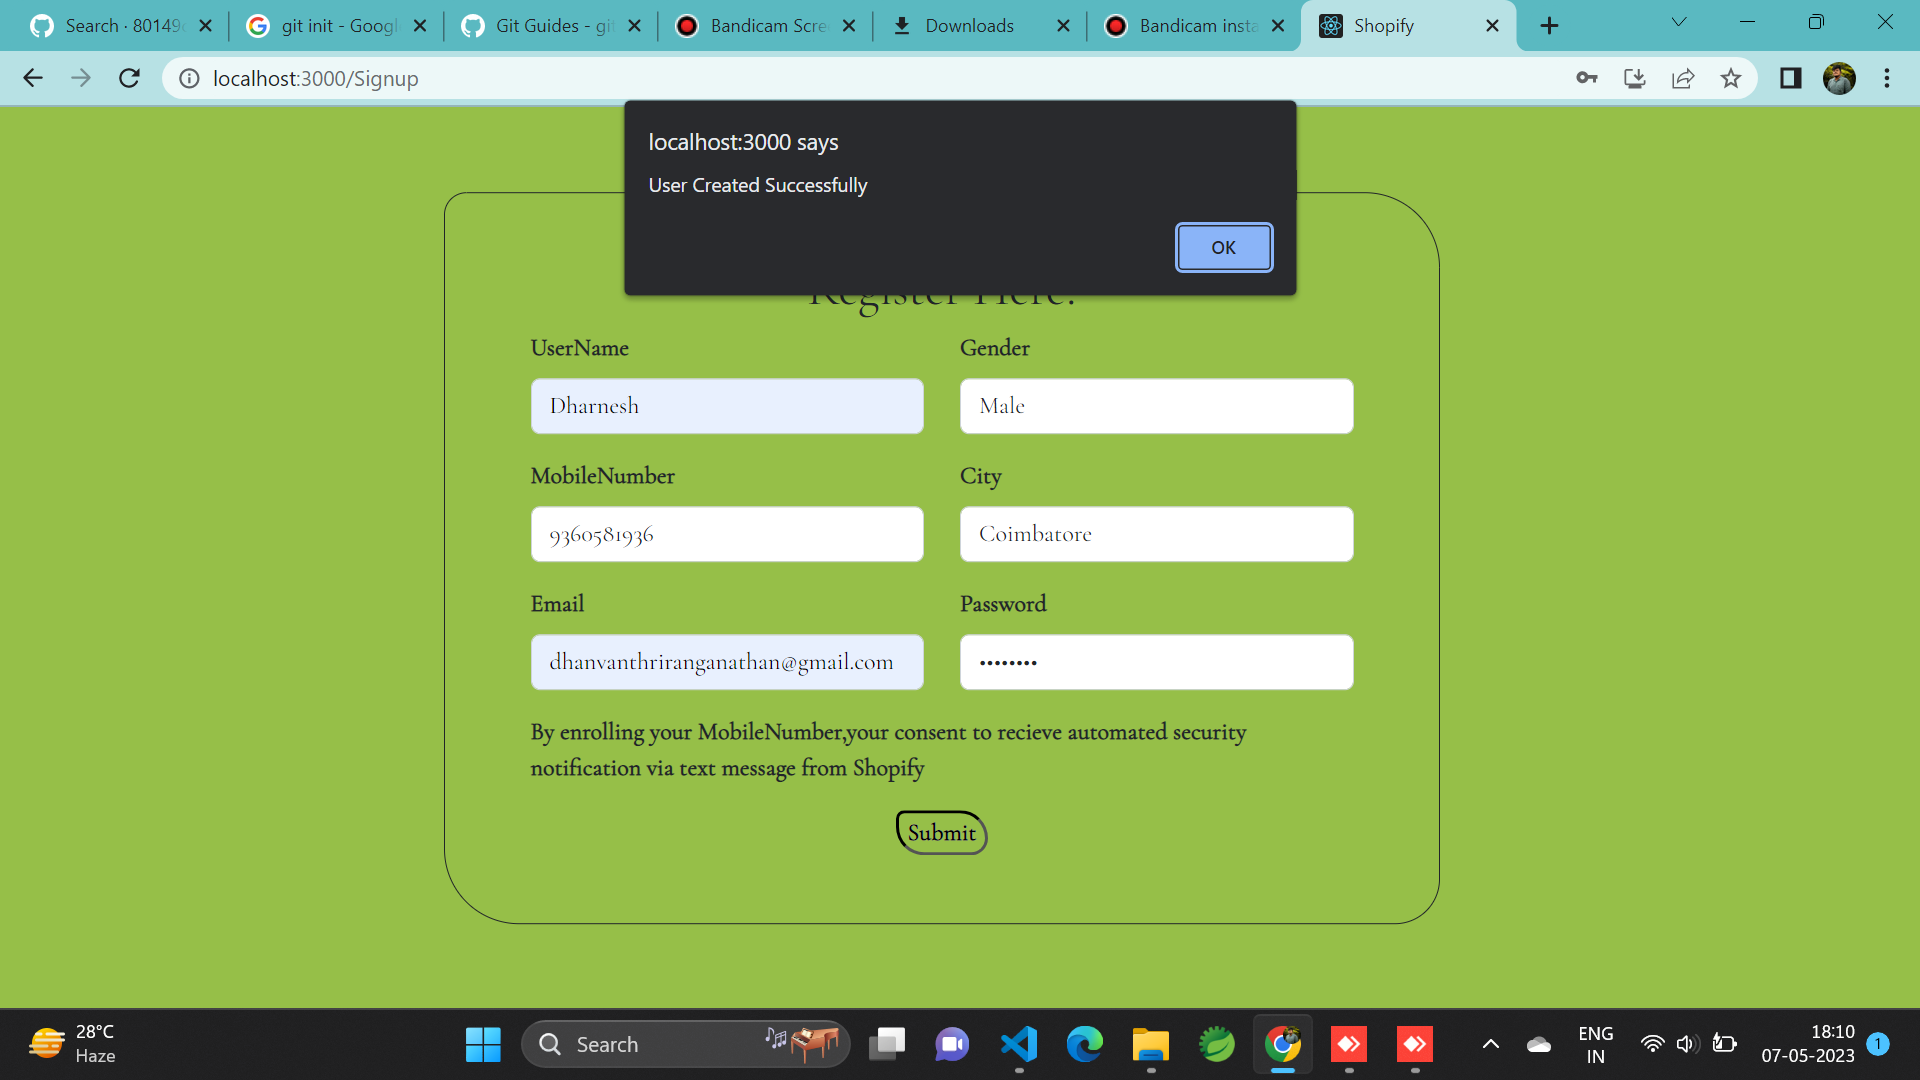 Search · 80149
git init - Googl
Git Guides - gi
Bandicam Scre
Downloads
Bandicam insta
Shopify
localhost:3000/Signup
localhost:3000 says
User Created Successfully
OK
Register Here!
UserName
Gender
Dharnesh
Male
MobileNumber
City
9360581936
Coimbatore
Email
Password
dhanvanthriranganathan@gmail.com
••••••••
By enrolling your MobileNumber,your consent to recieve automated security
notification via text message from Shopify
Submit
28°C
Haze
Search
ENG
IN
18:10
07-05-2023
1